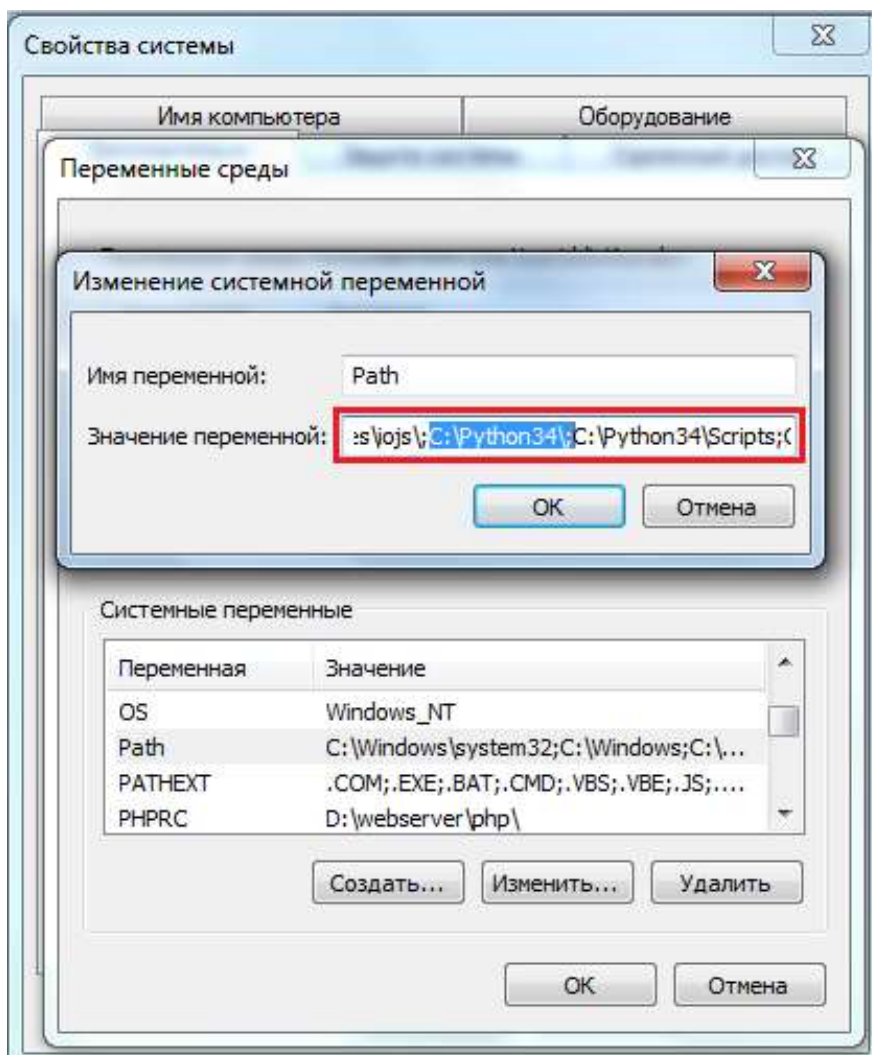 Свойства системы
Имя компьютера Оборудование
Переменные среды
Изменение системной переменной
Имя переменной: Path
Значение переменной: :s\iojs\;C:\Python34\;C:\Python34\Scripts;C
ОК Отмена
Системные переменные
Переменная Значение
OS Windows_NT
Path C:\Windows\system32;C:\Windows;C:\...
PATHEXT .COM;.EXE;.BAT;.CMD;.VBS;.VBE;.JS;....
PHPRC D:\webserver\php\
Создать... Изменить... Удалить
ОК Отмена